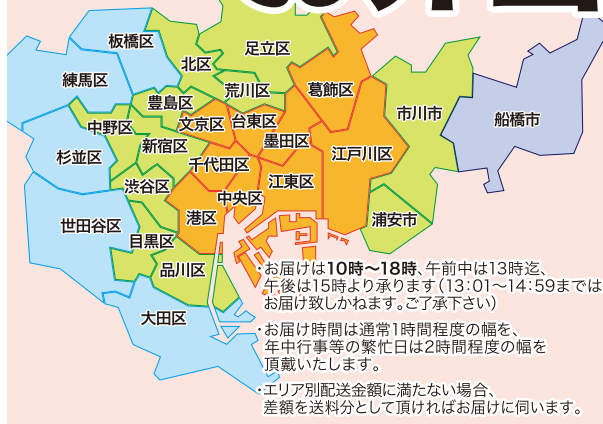 板橋区
足立区
北区
練馬区
荒川区
葛飾区
豊島区
市川市
船橋市
中野区
文京区
台東区
新宿区
墨田区
杉並区
千代田区
江戸川区
渋谷区
江東区
中央区
世田谷区
港区
浦安市
目黒区
品川区
大田区
・お届けは10時〜18時、午前中は13時迄、
午後は15時より承ります(13:01〜14:59までは
お届け致しかねます。ご了承下さい)
・お届け時間は通常1時間程度の幅を、
年中行事等の繁忙日は2時間程度の幅を
頂戴いたします。
・エリア別配送金額に満たない場合、
差額を送料分として頂ければお届けに伺います。